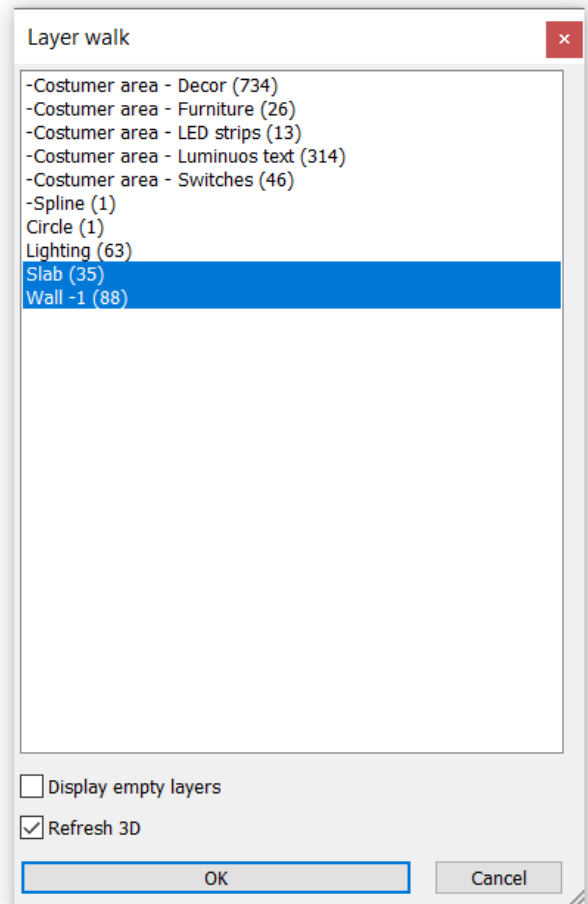 Layer walk
-Costumer area - Decor (734)
-Costumer area - Furniture (26)
-Costumer area - LED strips (13)
-Costumer area - Luminuos text (314)
-Costumer area - Switches (46)
-Spline (1)
Circle (1)
Lighting (63)
Slab (35)
Wall -1 (88)
Display empty layers
Refresh 3D
OK
Cancel